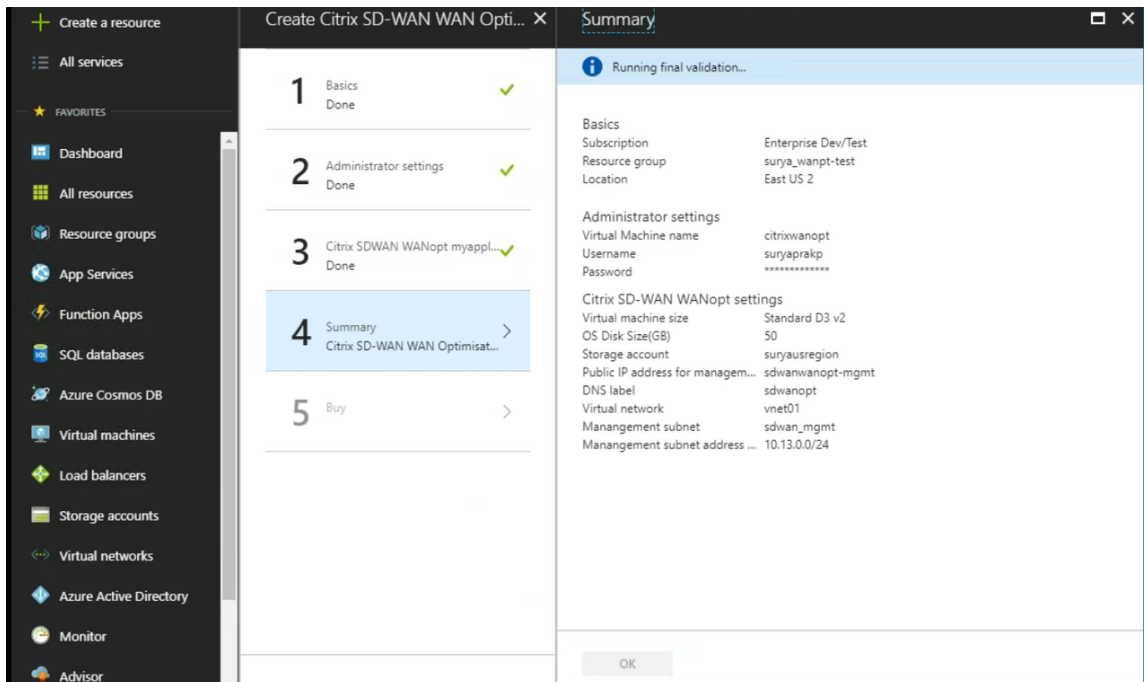 Create a resource
All services
FAVORITES
Dashboard
All resources
Resource groups
App Services
Function Apps
SQL databases
Azure Cosmos DB
Virtual machines
Load balancers
Storage accounts
Virtual networks
Azure Active Directory
Monitor
Advisor
Create Citrix SD-WAN WAN Opti...
1
Basics
Done
2
Administrator settings
Done
3
Citrix SDWAN WANopt myappl...
Done
4
Summary
Citrix SD-WAN WAN Optimisat...
5
Buy
Summary
Running final validation...
Basics
Subscription Enterprise Dev/Test
Resource group surya_wanpt-test
Location East US 2
Administrator settings
Virtual Machine name citrixwanopt
Username suryaprakp
Password *************
Citrix SD-WAN WANopt settings
Virtual machine size Standard D3 v2
OS Disk Size(GB) 50
Storage account suryausregion
Public IP address for managem... sdwanwanopt-mgmt
DNS label sdwanopt
Virtual network vnet01
Manangement subnet sdwan_mgmt
Manangement subnet address ... 10.13.0.0/24
OK